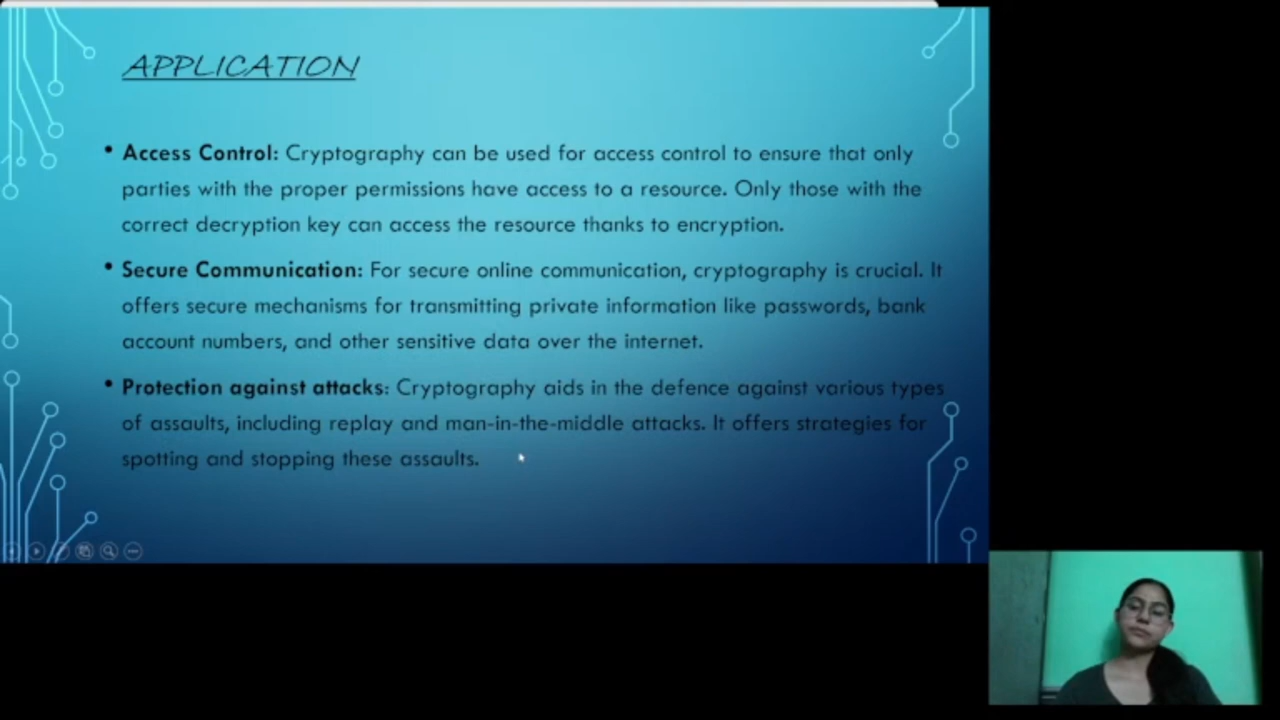 APPLICATION
• Access Control: Cryptography can be used for access control to ensure that only
parties with the proper permissions have access to a resource. Only those with the
correct decryption key can access the resource thanks to encryption.
• Secure Communication: For secure online communication, cryptography is crucial. It
offers secure mechanisms for transmitting private information like passwords, bank
account numbers, and other sensitive data over the internet.
• Protection against attacks: Cryptography aids in the defence against various types
of assaults, including replay and man-in-the-middle attacks. It offers strategies for
spotting and stopping these assaults.